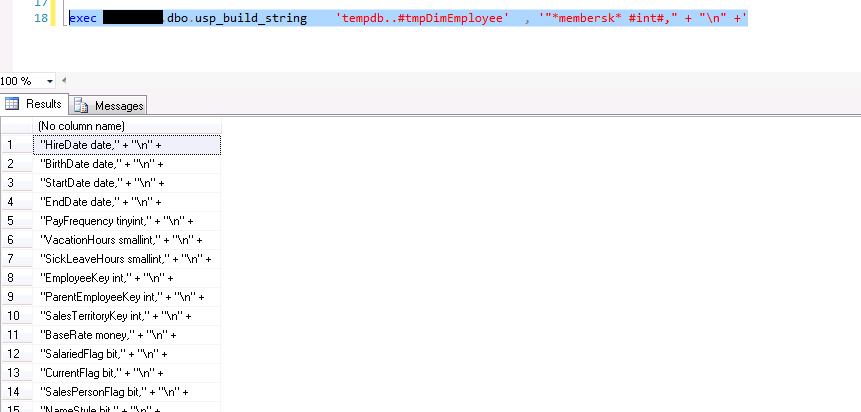 17
18 exec .dbo.usp_build_string 'tempdb..#tmpDimEmployee' , '"*membersk* #int#," + "\n" +'
100 %
Results Messages
(No column name)
1 "HireDate date," + "\n" +
2 "BirthDate date," + "\n" +
3 "StartDate date," + "\n" +
4 "EndDate date," + "\n" +
5 "PayFrequency tinyint," + "\n" +
6 "VacationHours smallint," + "\n" +
7 "SickLeaveHours smallint," + "\n" +
8 "EmployeeKey int," + "\n" +
9 "ParentEmployeeKey int," + "\n" +
10 "SalesTerritoryKey int," + "\n" +
11 "BaseRate money," + "\n" +
12 "SalariedFlag bit," + "\n" +
13 "CurrentFlag bit," + "\n" +
14 "SalesPersonFlag bit," + "\n" +
15 "NameStyle bit," + "\n" +